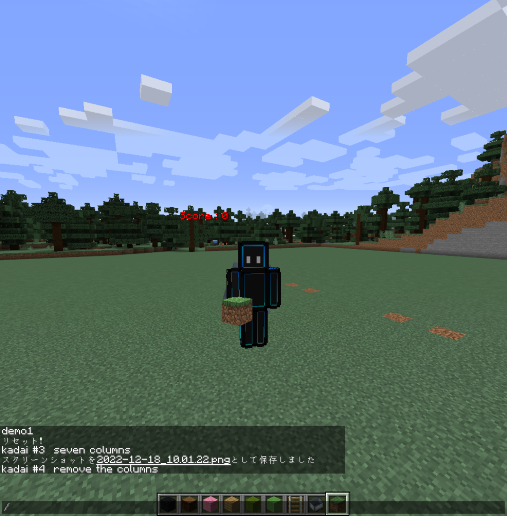 Score:0
demo1
リセット!
kadai #3  seven columns
スクリーンショットを2022-12-18_10.01.22.pngとして保存しました
kadai #4  remove the columns
/